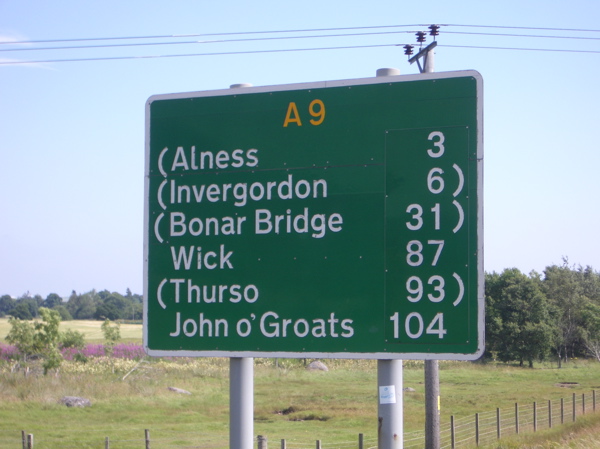 A9
(Alness 3
(Invergordon 6)
(Bonar Bridge 31)
Wick 87
(Thurso 93)
John o'Groats 104